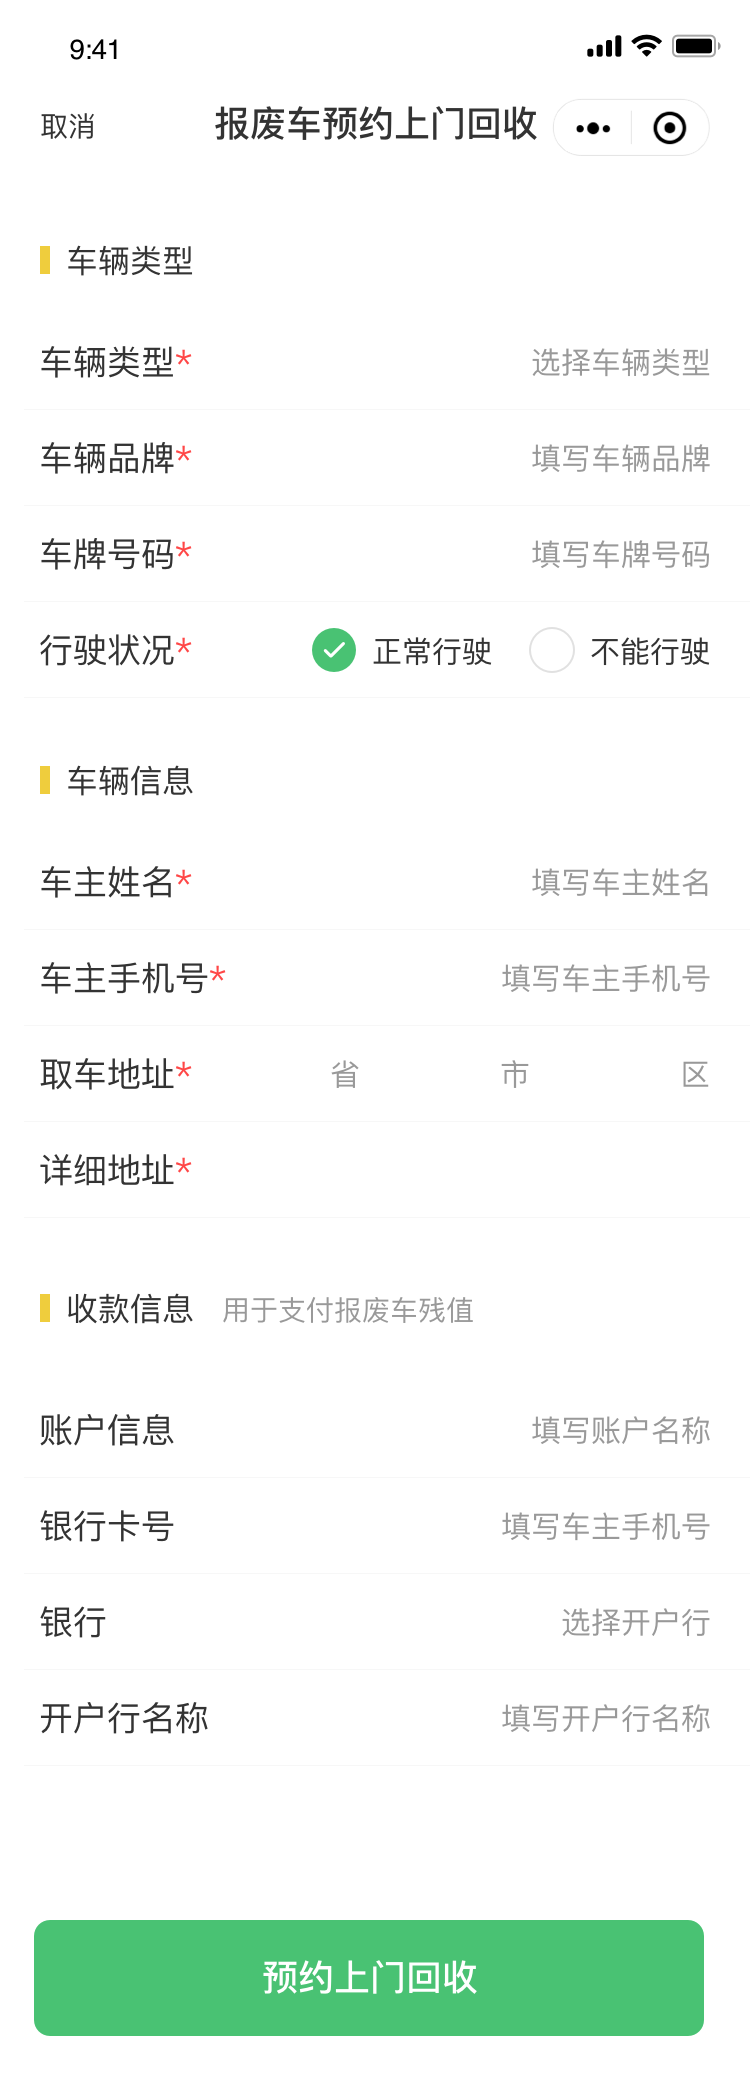 9:41
取消 报废车预约上门回收
车辆类型
车辆类型* 选择车辆类型
车辆品牌* 填写车辆品牌
车牌号码* 填写车牌号码
行驶状况* 正常行驶 不能行驶
车辆信息
车主姓名* 填写车主姓名
车主手机号* 填写车主手机号
取车地址* 省 市 区
详细地址*
收款信息 用于支付报废车残值
账户信息 填写账户名称
银行卡号 填写车主手机号
银行 选择开户行
开户行名称 填写开户行名称
预约上门回收